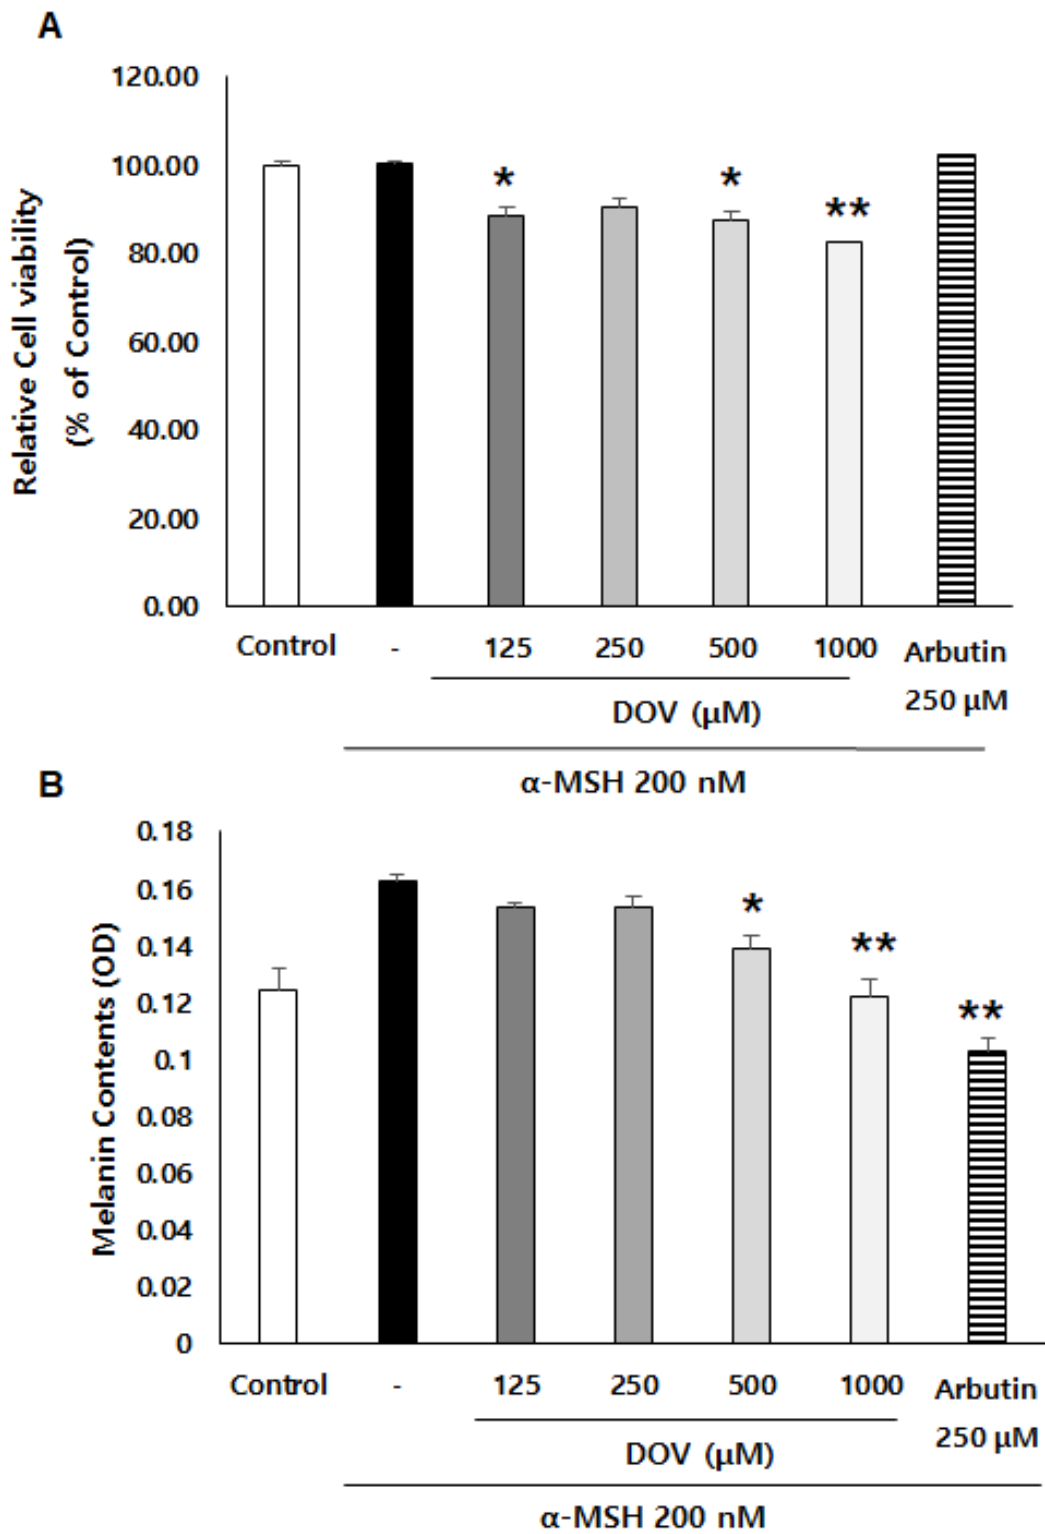 A
Relative Cell viability
(% of Control)
120.00
100.00
80.00
60.00
40.00
20.00
0.00
*
*
**
Control
-
125
250
500
1000
Arbutin
250 μM
DOV (μM)
α-MSH 200 nM
B
Melanin Contents (OD)
0.18
0.16
0.14
0.12
0.1
0.08
0.06
0.04
0.02
0
*
**
**
Control
-
125
250
500
1000
Arbutin
250 μM
DOV (μM)
α-MSH 200 nM